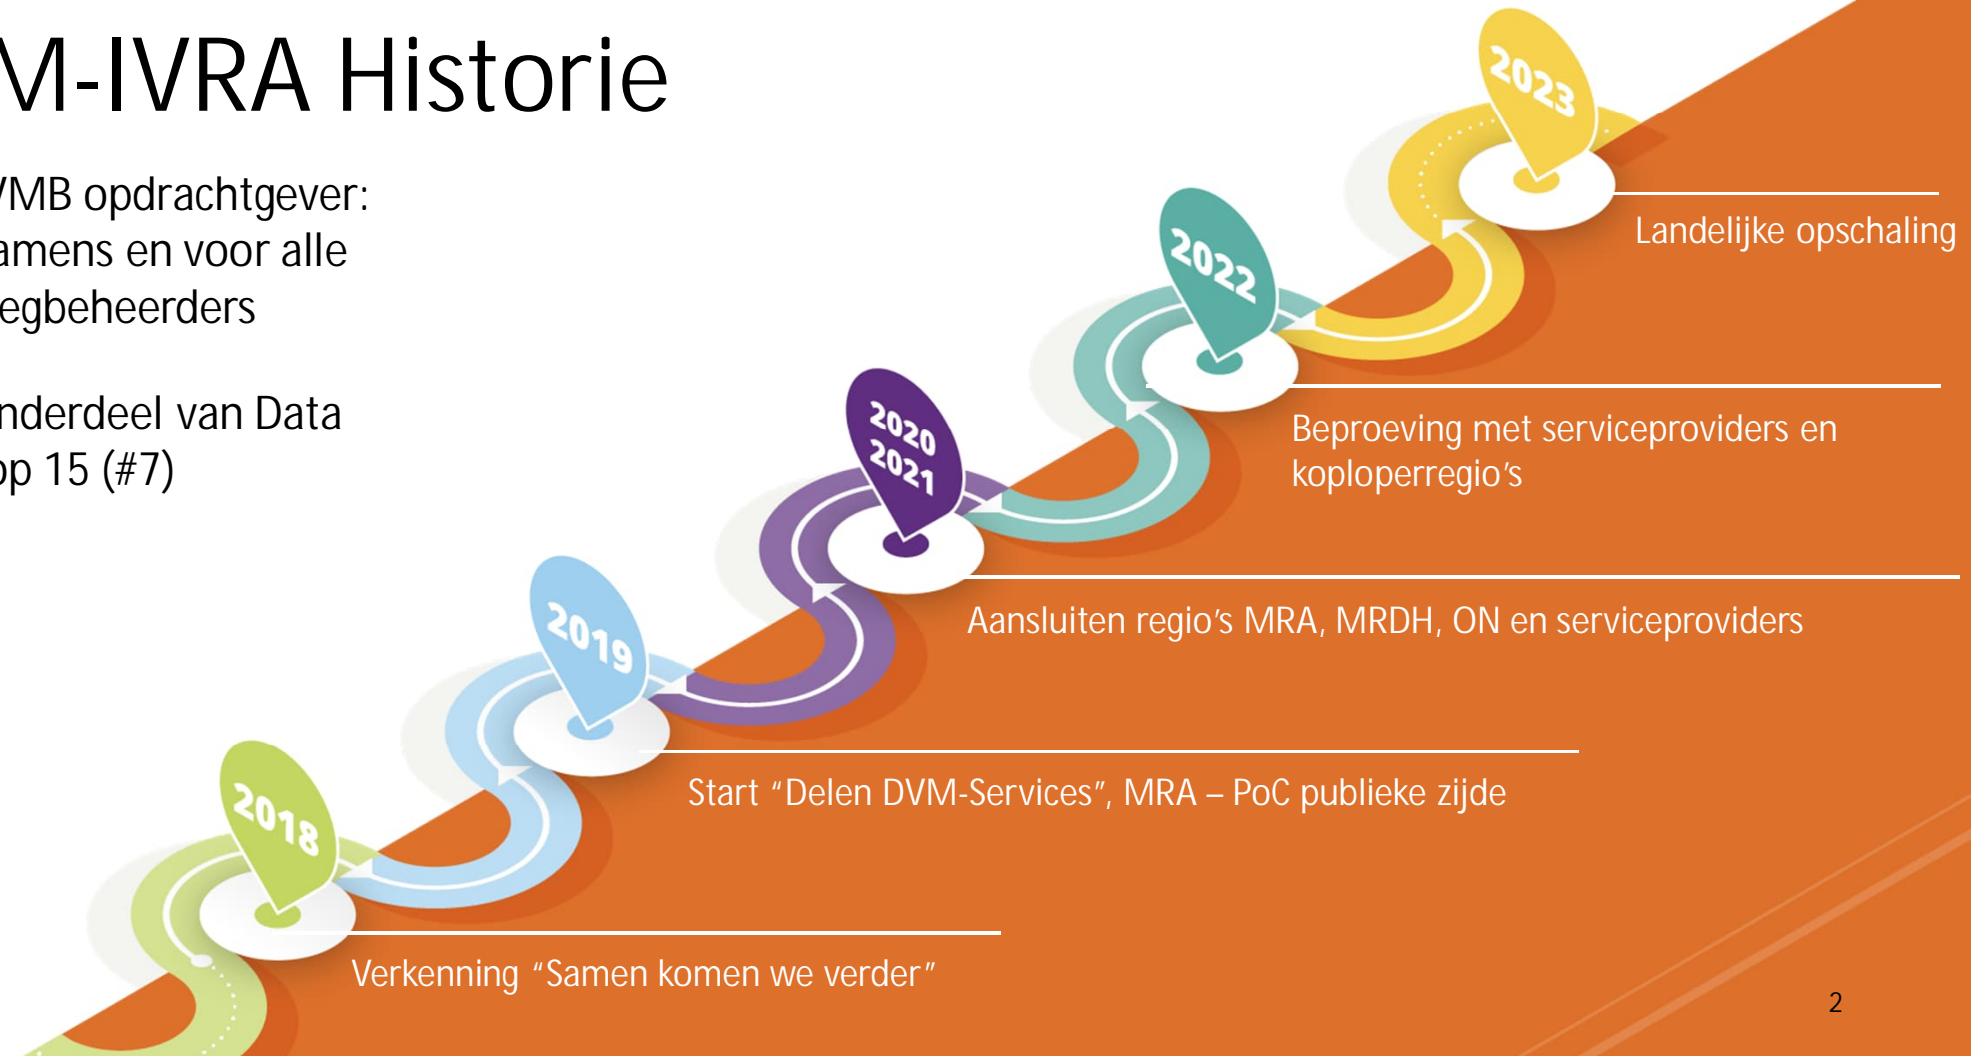 M-IVRA Historie
VMB opdrachtgever:
amens en voor alle
egbeheerders
nderdeel van Data
op 15 (#7)
2023
Landelijke opschaling
2022
Beproeving met serviceproviders en
koploperregio’s
2020
2021
Aansluiten regio’s MRA, MRDH, ON en serviceproviders
2019
Start “Delen DVM-Services”, MRA – PoC publieke zijde
2018
Verkenning “Samen komen we verder”
2